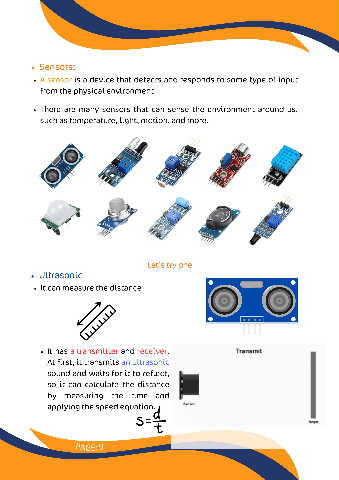 Sensors:
A sensor is a device that detects and responds to some type of input
from the physical environment
There are many sensors that can sense the environment around us,
such as temperature, light, motion, and more.
Let's try one
Ultrasonic
It can measure the distance
It has a transmitter and receiver.
At first, it transmits an ultrasonic
sound and waits for it to reflect,
so it can calculate the distance
by measuring the time and
applying the speed equation.
s=d/t
Transmit
Sensor
Target